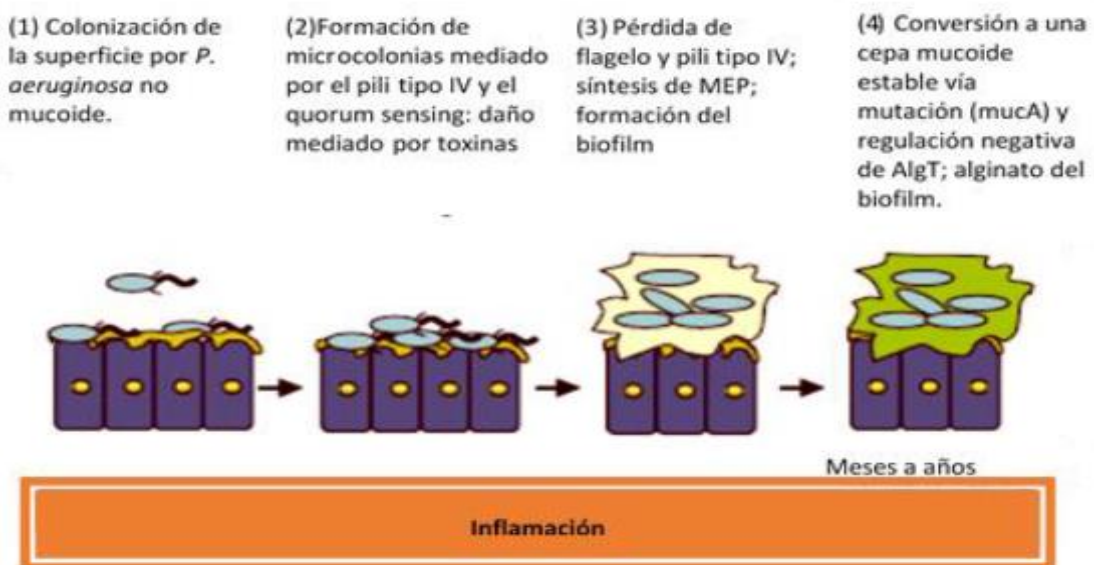 (1) Colonización de
la superficie por P.
aeruginosa no
mucoide.
(2)Formación de
microcolonias mediado
por el pili tipo IV y el
quorum sensing: daño
mediado por toxinas
(3) Pérdida de
flagelo y pili tipo IV;
síntesis de MEP;
formación del
biofilm
(4) Conversión a una
cepa mucoide
estable vía
mutación (mucA) y
regulación negativa
de AlgT; alginato del
biofilm.
Meses a años
Inflamación